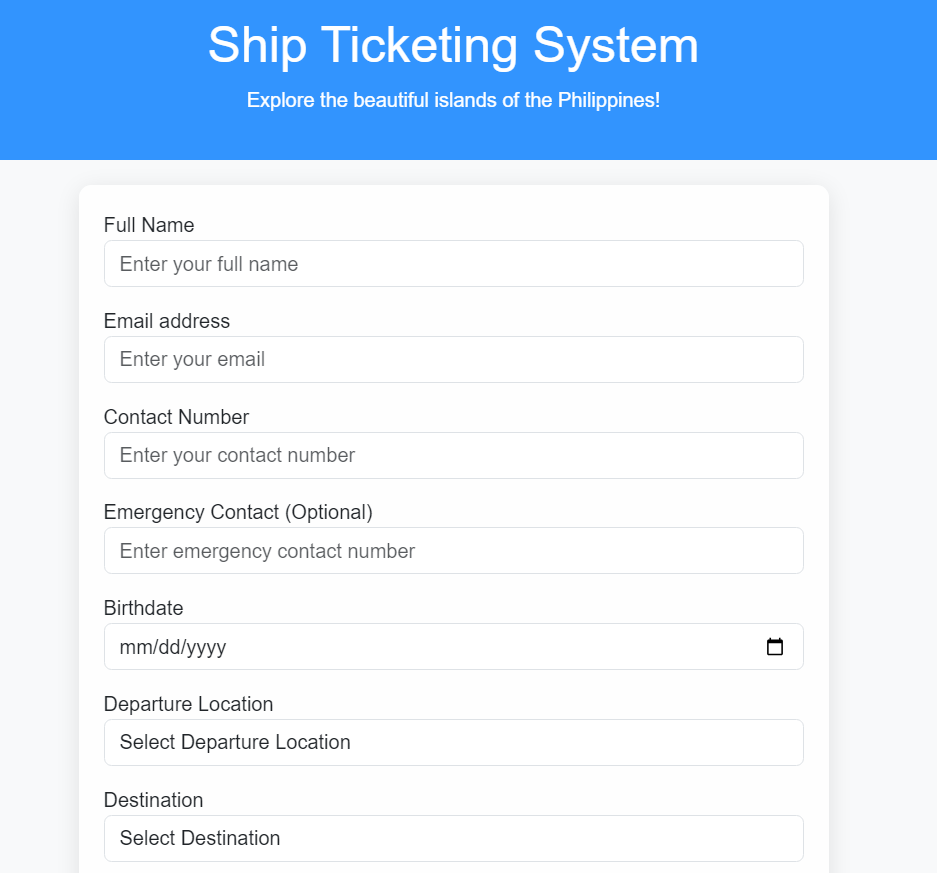 Ship Ticketing System
Explore the beautiful islands of the Philippines!
Full Name
Enter your full name
Email address
Enter your email
Contact Number
Enter your contact number
Emergency Contact (Optional)
Enter emergency contact number
Birthdate
mm/dd/yyyy
Departure Location
Select Departure Location
Destination
Select Destination